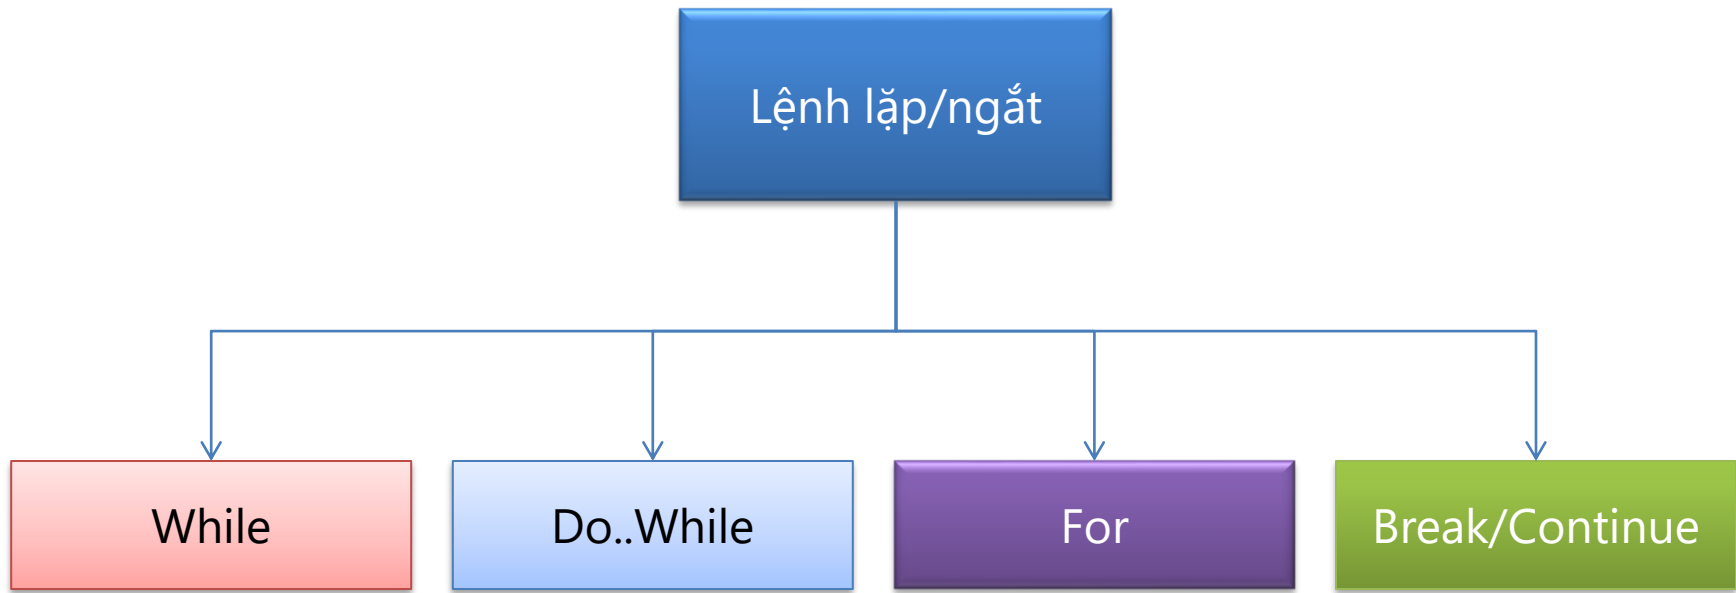 Lệnh lặp/ngắt
While
Do..While
For
Break/Continue